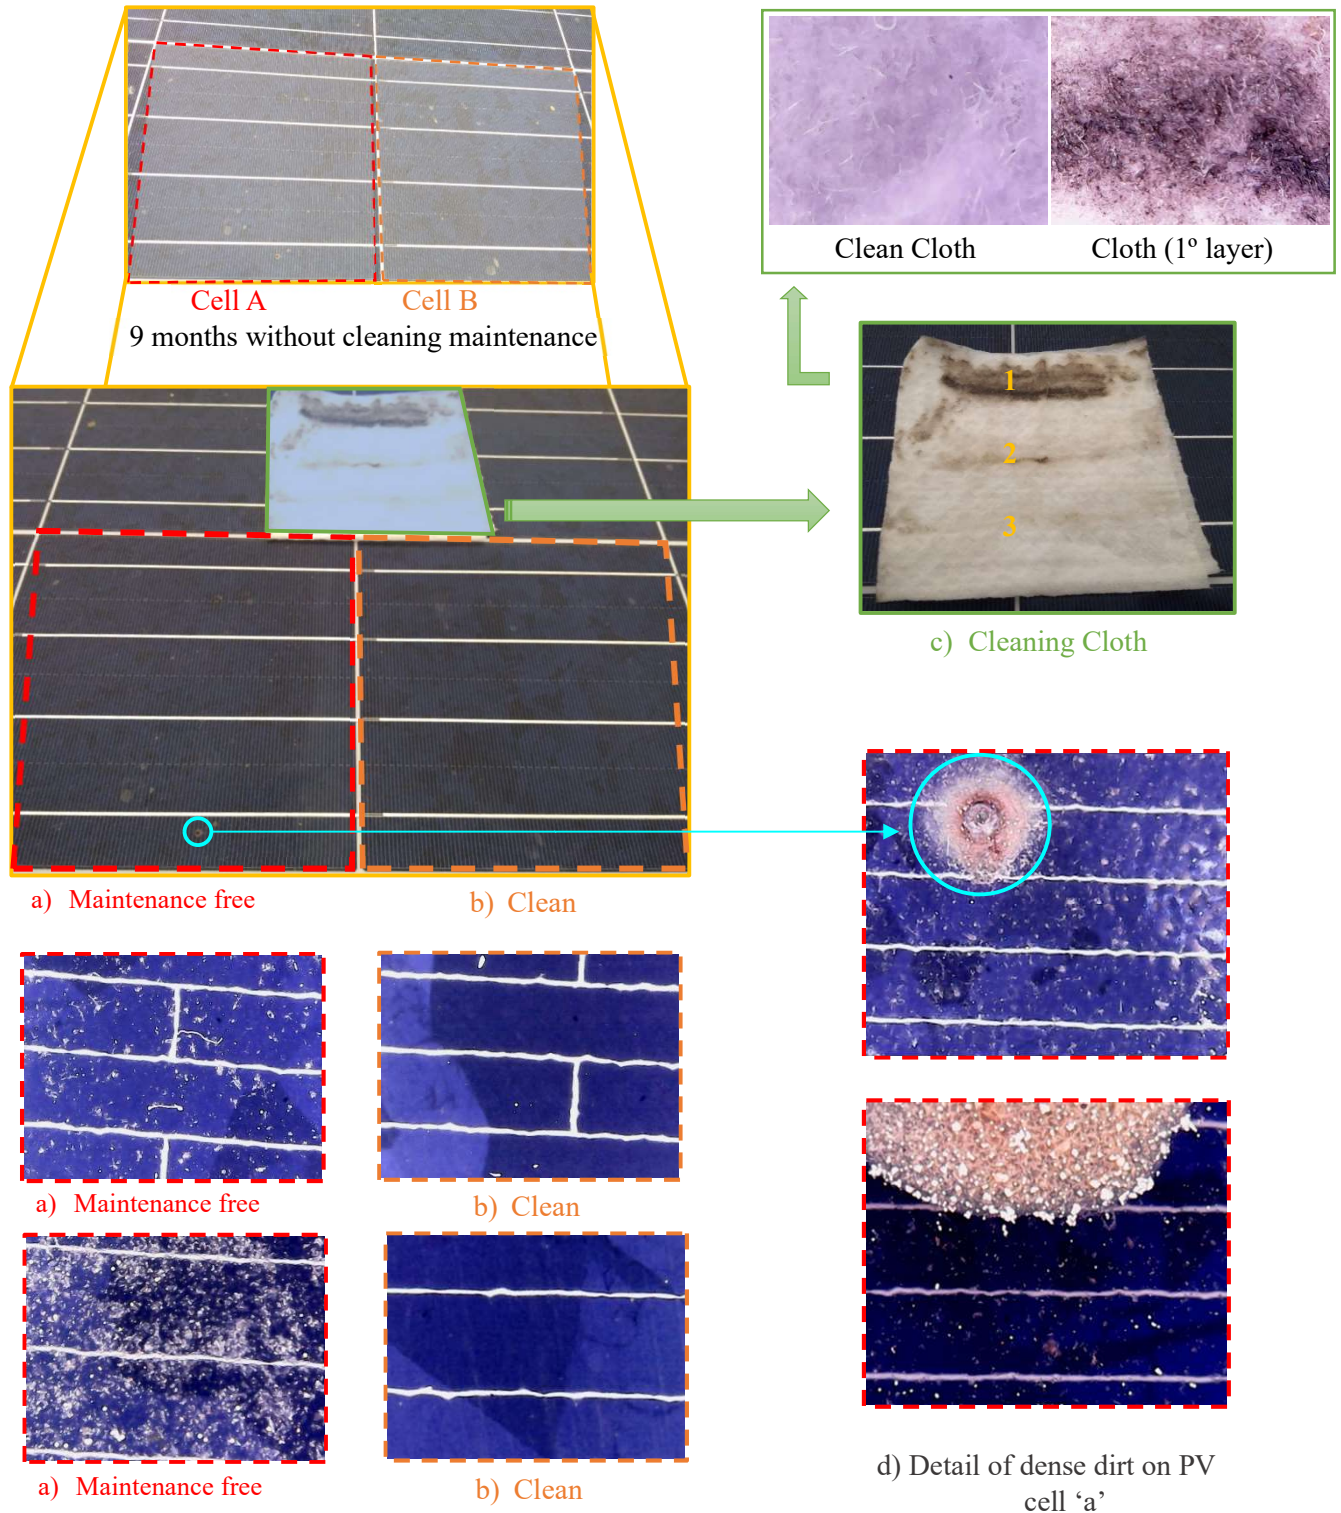 Clean Cloth
Cloth (1º layer)
Cell A
Cell B
9 months without cleaning maintenance
1
2
3
c) Cleaning Cloth
a) Maintenance free
b) Clean
a) Maintenance free
b) Clean
a) Maintenance free
b) Clean
d) Detail of dense dirt on PV
cell ‘a’